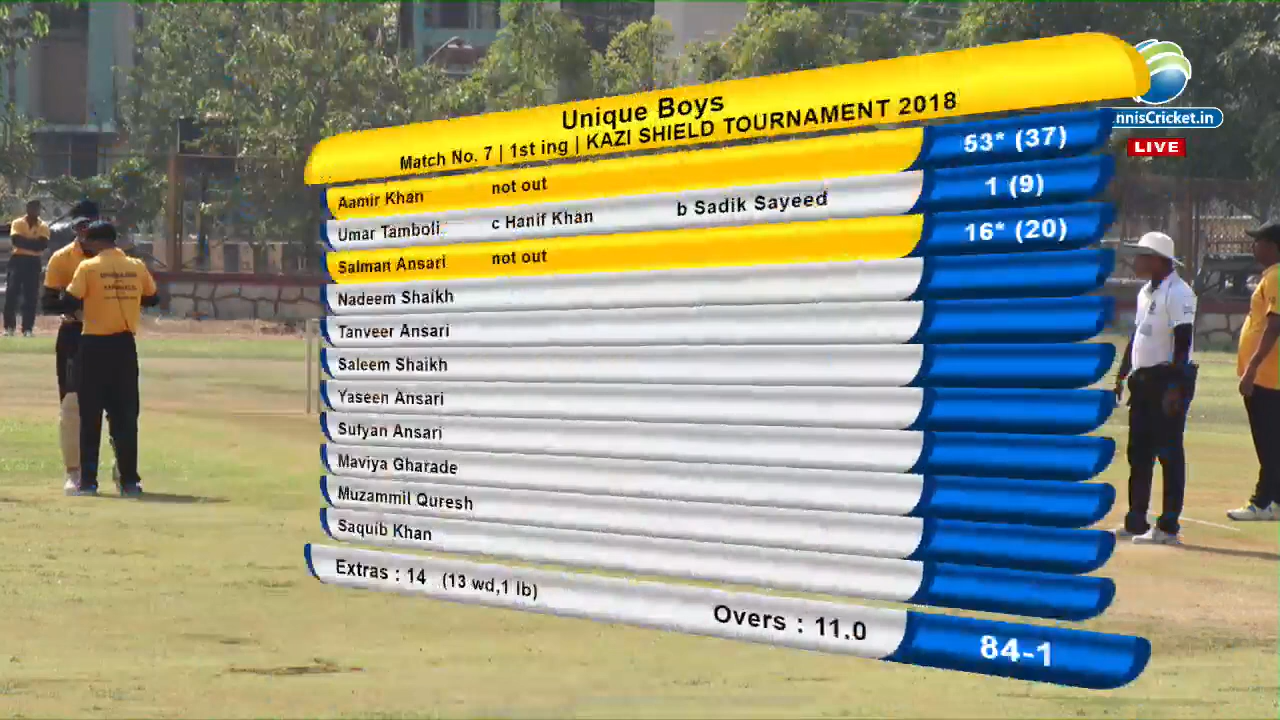 Unique Boys
Match No. 7 | 1st ing | KAZI SHIELD TOURNAMENT 2018
Aamir Khan not out 53* (37)
Umar Tamboli c Hanif Khan b Sadik Sayeed 1 (9)
Salman Ansari not out 16* (20)
Nadeem Shaikh
Tanveer Ansari
Saleem Shaikh
Yaseen Ansari
Sufyan Ansari
Maviya Gharade
Muzammil Quresh
Saquib Khan
Extras : 14 (13 wd,1 lb) Overs : 11.0 84-1
nnisCricket.in
LIVE